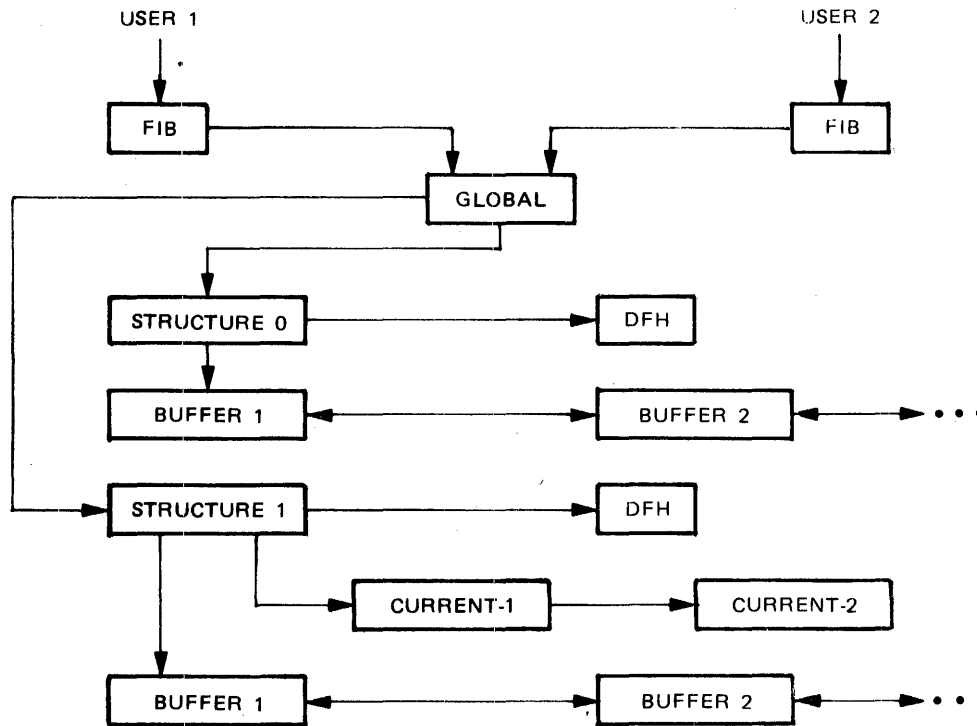 USER 1
USER 2
FIB
FIB
GLOBAL
STRUCTURE 0
DFH
BUFFER 1
BUFFER 2
STRUCTURE 1
DFH
CURRENT-1
CURRENT-2
BUFFER 1
BUFFER 2